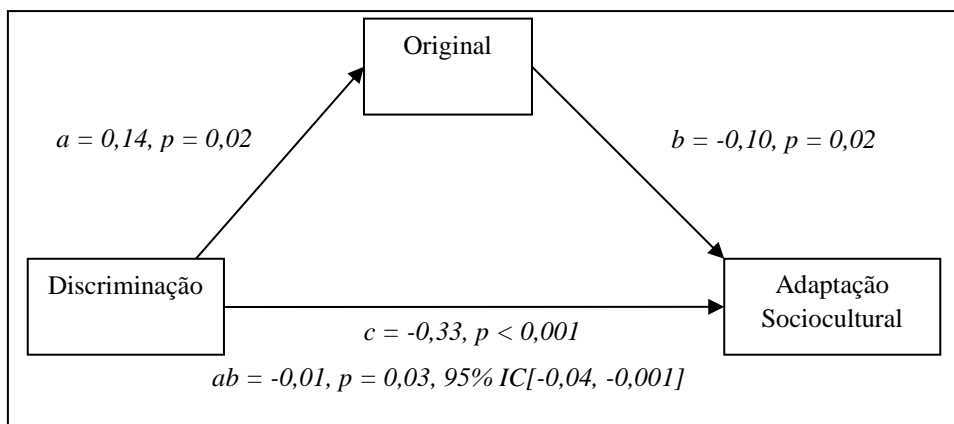 Original
a = 0,14, p = 0,02
b = -0,10, p = 0,02
Discriminação
Adaptação
Sociocultural
c = -0,33, p < 0,001
ab = -0,01, p = 0,03, 95% IC[-0,04, -0,001]